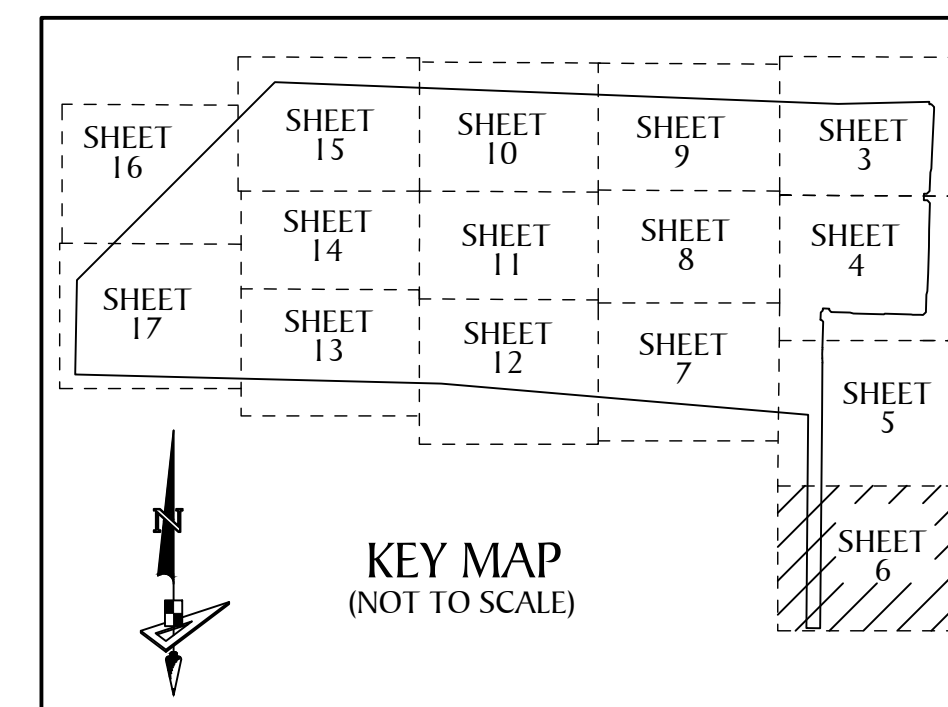 SHEET
16
SHEET
15
SHEET
10
SHEET
9
SHEET
3
SHEET
14
SHEET
11
SHEET
8
SHEET
4
SHEET
17
SHEET
13
SHEET
12
SHEET
7
SHEET
5
SHEET
6
N
KEY MAP
(NOT TO SCALE)